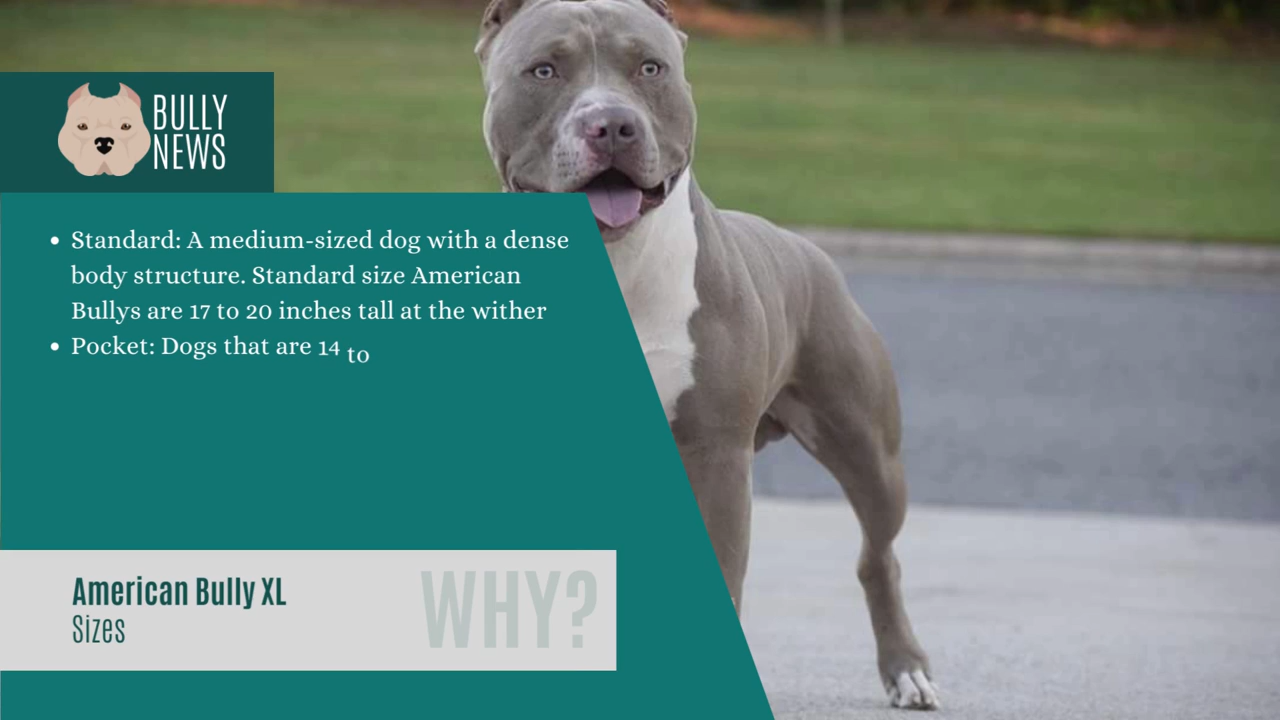 BULLY
NEWS
• Standard: A medium-sized dog with a dense
body structure. Standard size American
Bullys are 17 to 20 inches tall at the wither
• Pocket: Dogs that are 14 to
American Bully XL
Sizes
WHY?